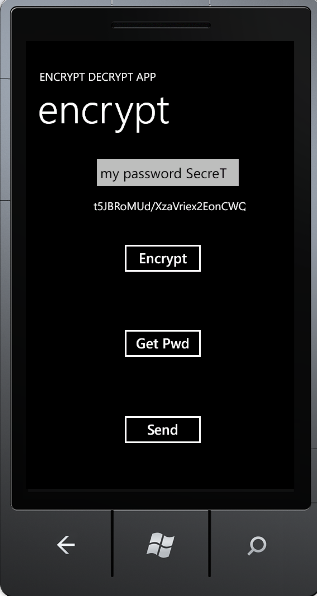 ENCRYPT DECRYPT APP
encrypt
my password SecreT
t5JBRoMUd/XzaVriex2EonCWC
Encrypt
Get Pwd
Send